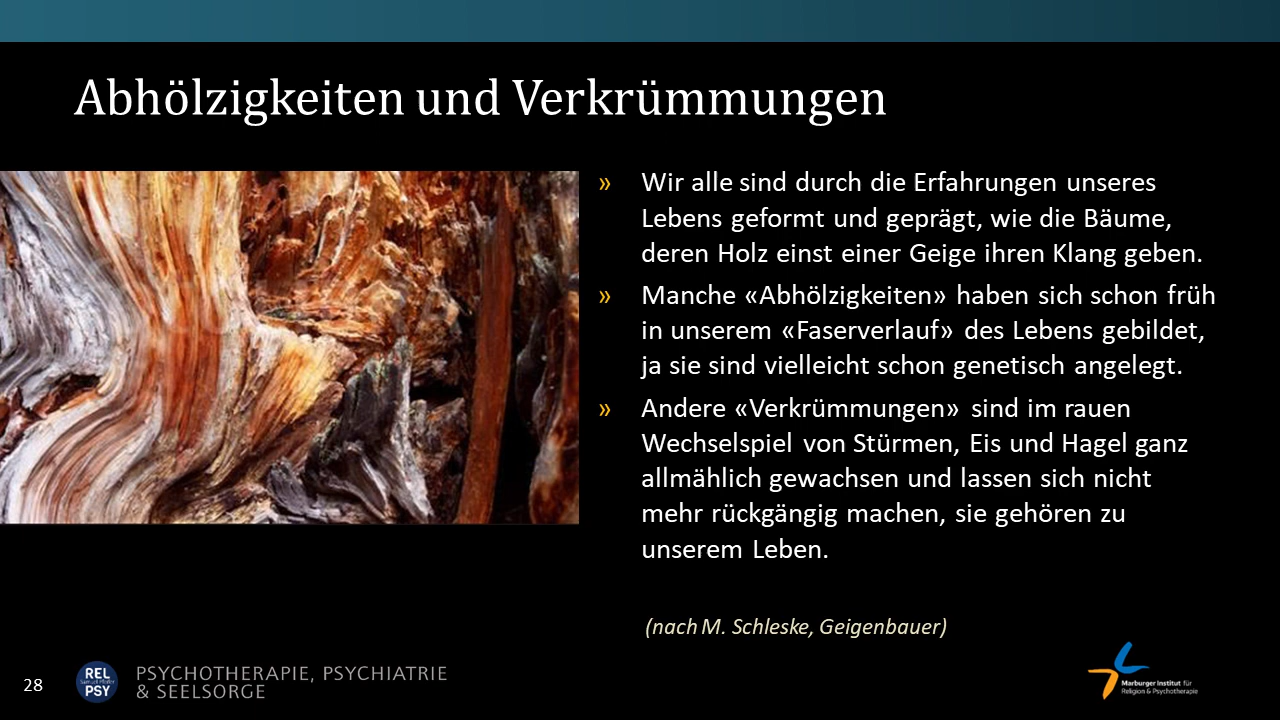 Abhölzigkeiten und Verkrümmungen
» Wir alle sind durch die Erfahrungen unseres
Lebens geformt und geprägt, wie die Bäume,
deren Holz einst einer Geige ihren Klang geben.
» Manche «Abhölzigkeiten» haben sich schon früh
in unserem «Faserverlauf» des Lebens gebildet,
ja sie sind vielleicht schon genetisch angelegt.
» Andere «Verkrümmungen» sind im rauen
Wechselspiel von Stürmen, Eis und Hagel ganz
allmählich gewachsen und lassen sich nicht
mehr rückgängig machen, sie gehören zu
unserem Leben.
(nach M. Schleske, Geigenbauer)
28
REL
PSY
PSYCHOTHERAPIE, PSYCHIATRIE
& SEELSORGE
Marburger Institut für
Religion & Psychotherapie